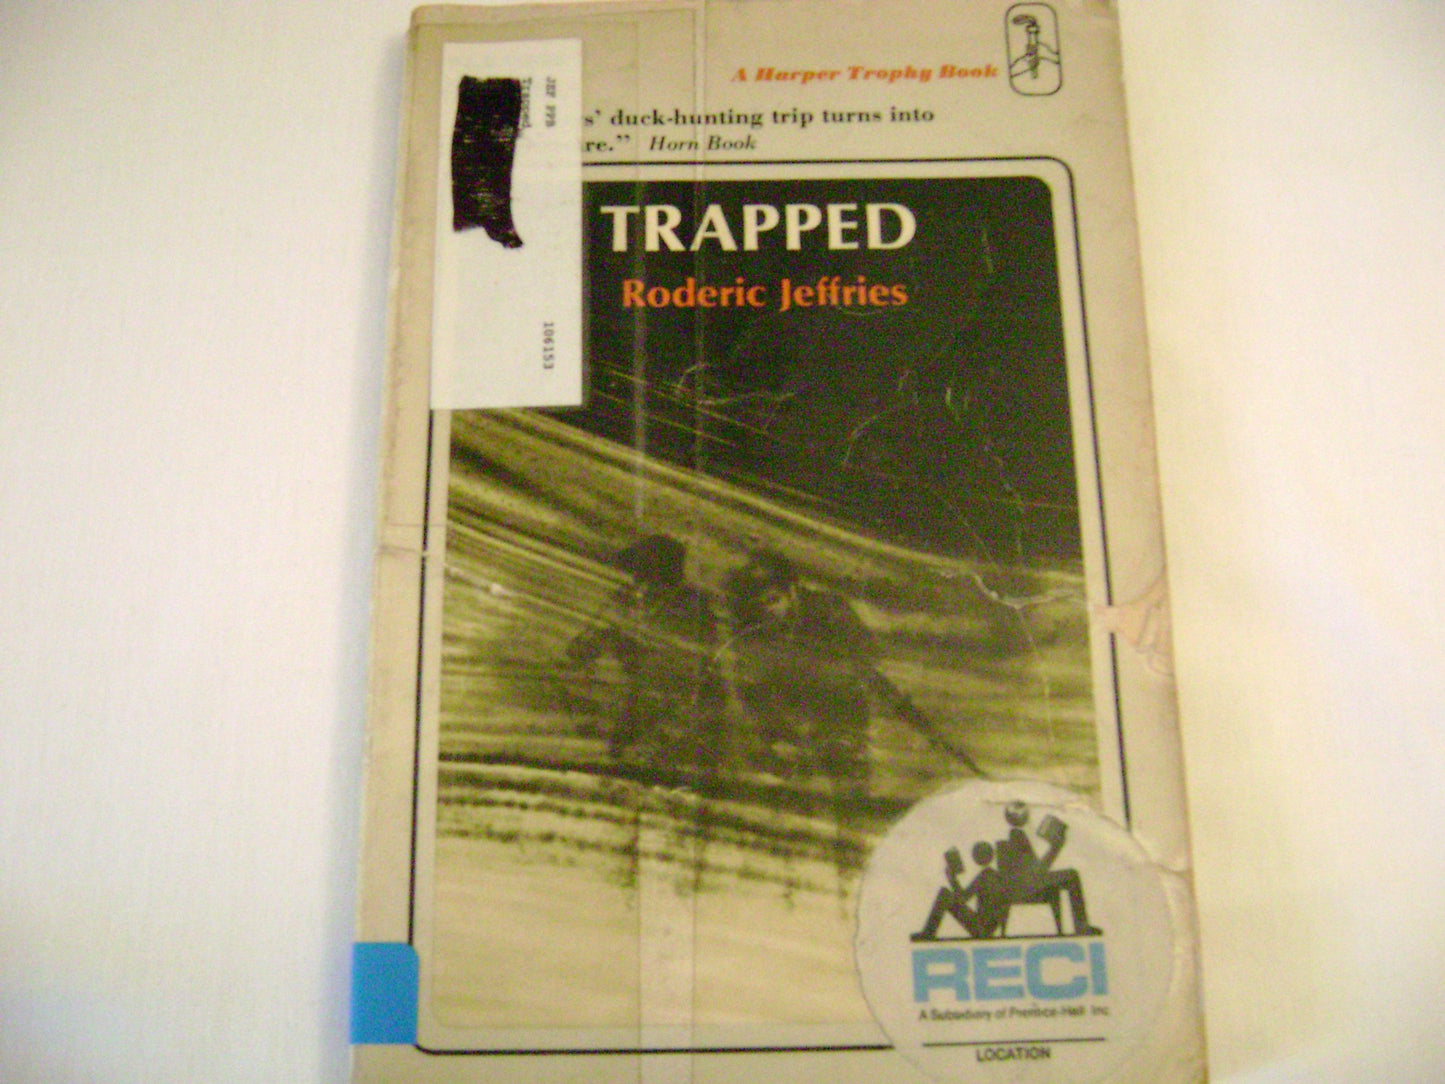 A Harper Trophy Book
s' duck-hunting trip turns into
re." Horn Book
Trapped
106153
TRAPPED
Roderic Jeffries
RECI
A Subsidiary of Prentice-Hall Inc.
LOCATION